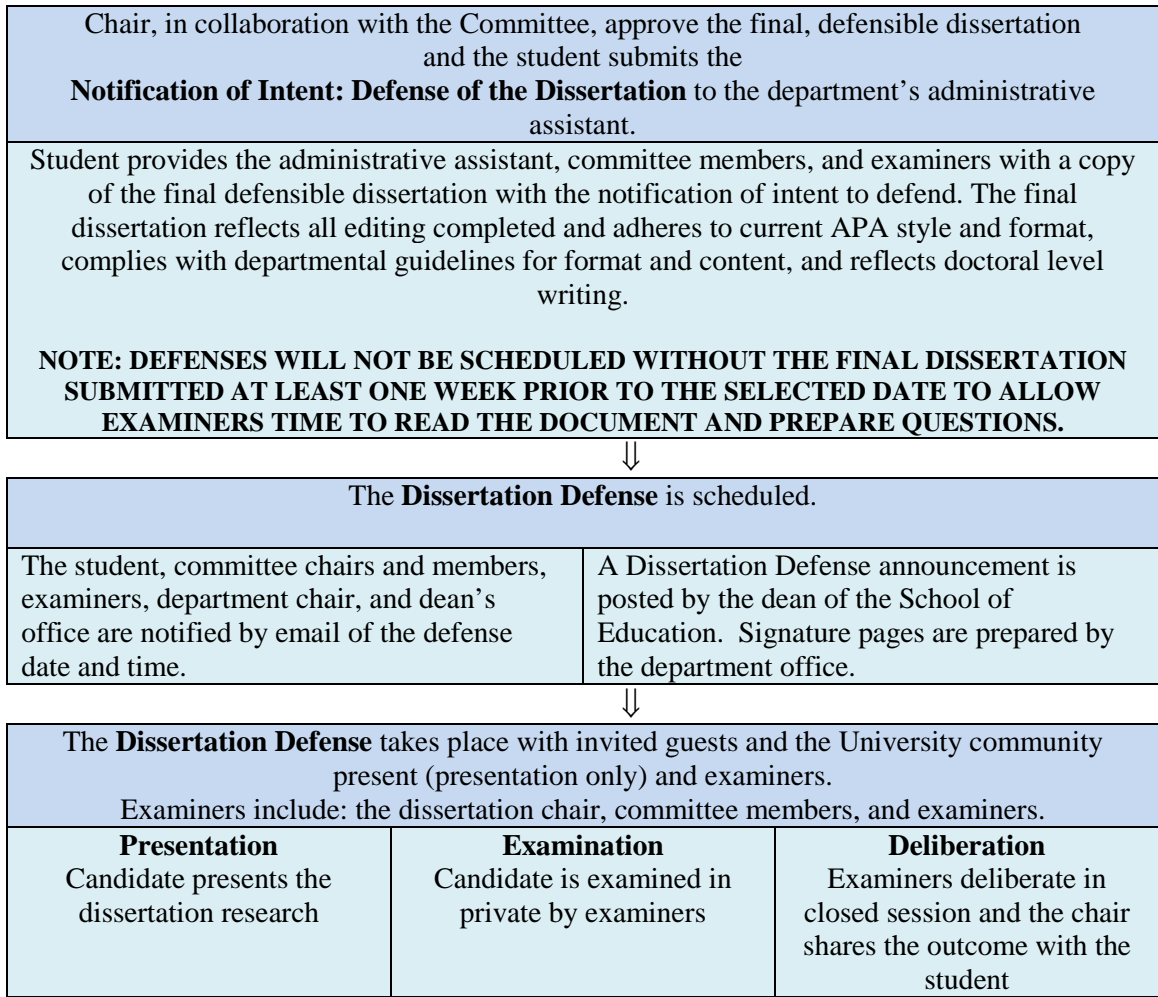 Chair, in collaboration with the Committee, approve the final, defensible dissertation
and the student submits the
Notification of Intent: Defense of the Dissertation to the department's administrative
assistant.
Student provides the administrative assistant, committee members, and examiners with a copy
of the final defensible dissertation with the notification of intent to defend. The final
dissertation reflects all editing completed and adheres to current APA style and format,
complies with departmental guidelines for format and content, and reflects doctoral level
writing.
NOTE: DEFENSES WILL NOT BE SCHEDULED WITHOUT THE FINAL DISSERTATION
SUBMITTED AT LEAST ONE WEEK PRIOR TO THE SELECTED DATE TO ALLOW
EXAMINERS TIME TO READ THE DOCUMENT AND PREPARE QUESTIONS.
⇓
The Dissertation Defense is scheduled.
The student, committee chairs and members,
examiners, department chair, and dean's
office are notified by email of the defense
date and time.
A Dissertation Defense announcement is
posted by the dean of the School of
Education. Signature pages are prepared by
the department office.
⇓
The Dissertation Defense takes place with invited guests and the University community
present (presentation only) and examiners.
Examiners include: the dissertation chair, committee members, and examiners.
Presentation
Candidate presents the
dissertation research
Examination
Candidate is examined in
private by examiners
Deliberation
Examiners deliberate in
closed session and the chair
shares the outcome with the
student